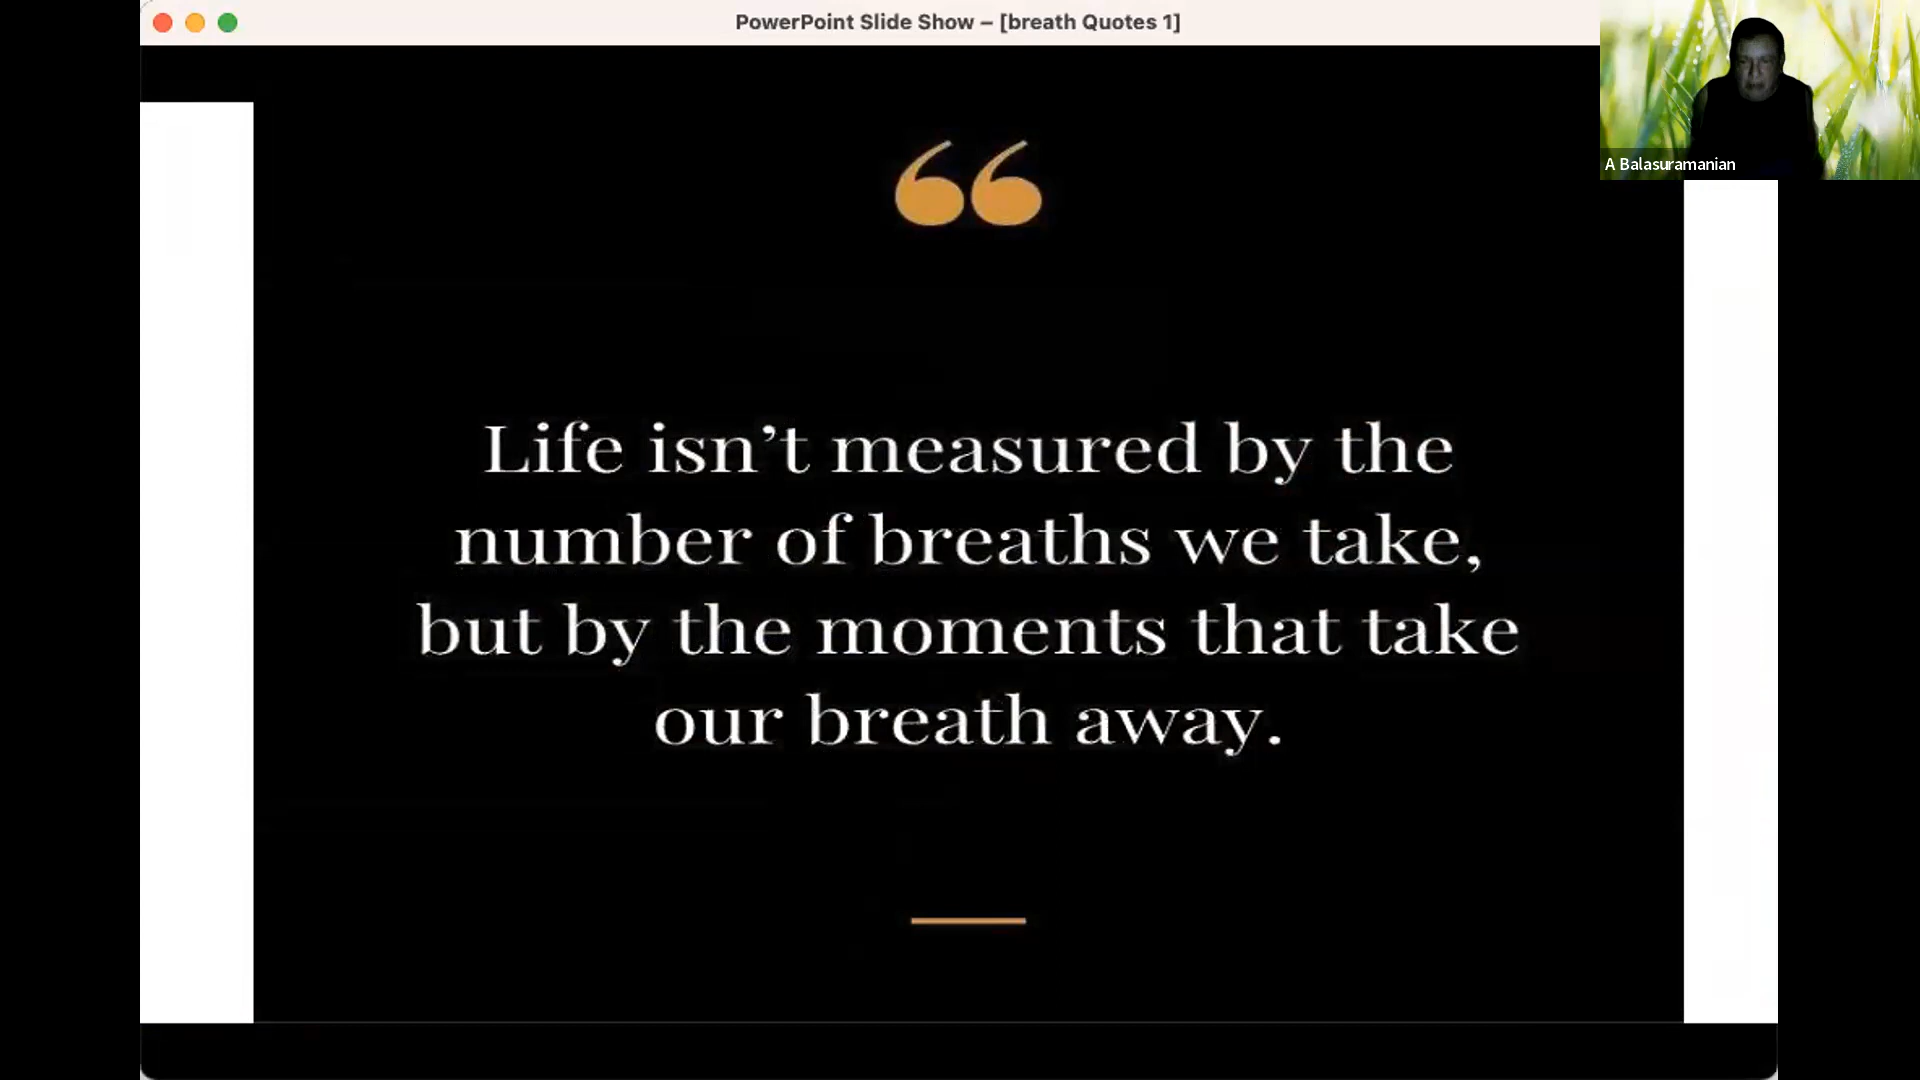 PowerPoint Slide Show – [breath Quotes 1]
A Balasuramanian
“
Life isn’t measured by the
number of breaths we take,
but by the moments that take
our breath away.